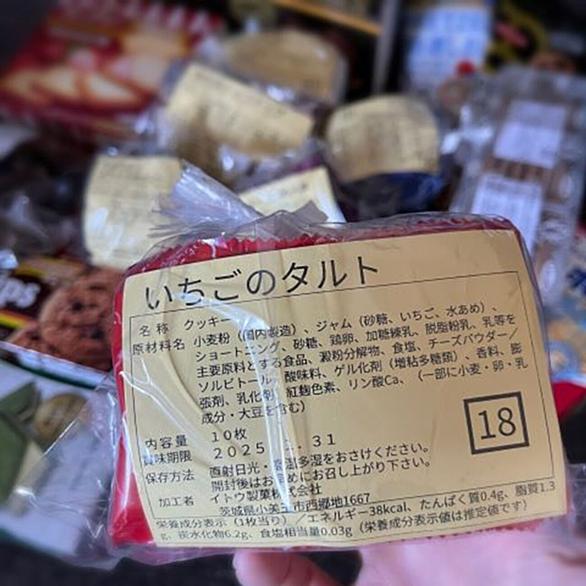 いちごのタルト
名 称 クッキー
原材料名 小麦粉(国内製造)、ジャム(砂糖、いちご、水あめ)、
ショートニング、砂糖、鶏卵、加糖練乳、脱脂粉乳、乳等を
主要原料とする食品、澱粉分解物、食塩、チーズパウダー/
ソルビトール、酸味料、ゲル化剤(増粘多糖類)、香料、膨
張剤、乳化剤、紅麹色素、リン酸Ca、(一部に小麦・卵・乳
成分・大豆を含む)
内容量 10枚
賞味期限 2025 1.31
保存方法 直射日光・高温多湿をおさけください。
開封後はお早めにお召し上がり下さい。
加工者 イトウ製菓株式会社
茨城県小美玉市西郷地1667
18
栄養成分表示(1枚当り)/エネルギー38kcal、たんぱく質0.4g、脂質1.3
g、炭水化物6.2g、食塩相当量0.03g(栄養成分表示値は推定値です)
ps